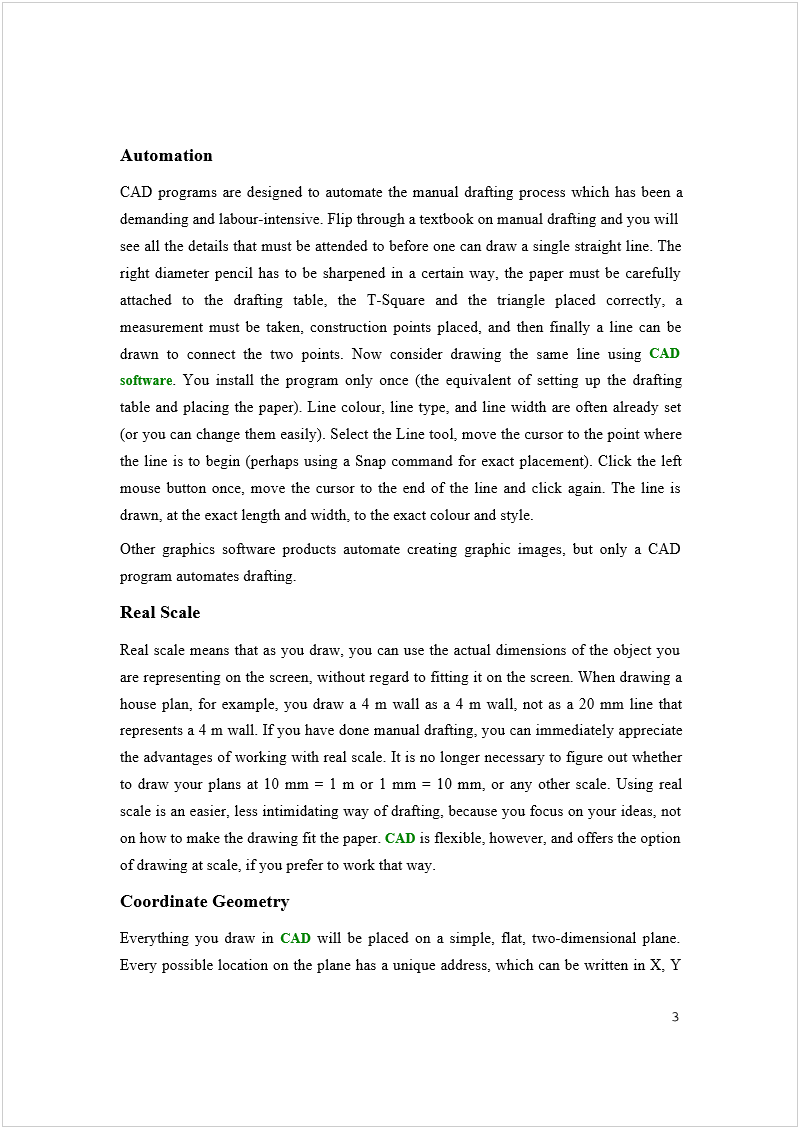 Automation
CAD programs are designed to automate the manual drafting process which has been a
demanding and labour-intensive. Flip through a textbook on manual drafting and you will
see all the details that must be attended to before one can draw a single straight line. The
right diameter pencil has to be sharpened in a certain way, the paper must be carefully
attached to the drafting table, the T-Square and the triangle placed correctly, a
measurement must be taken, construction points placed, and then finally a line can be
drawn to connect the two points. Now consider drawing the same line using CAD
software. You install the program only once (the equivalent of setting up the drafting
table and placing the paper). Line colour, line type, and line width are often already set
(or you can change them easily). Select the Line tool, move the cursor to the point where
the line is to begin (perhaps using a Snap command for exact placement). Click the left
mouse button once, move the cursor to the end of the line and click again. The line is
drawn, at the exact length and width, to the exact colour and style.
Other graphics software products automate creating graphic images, but only a CAD
program automates drafting.
Real Scale
Real scale means that as you draw, you can use the actual dimensions of the object you
are representing on the screen, without regard to fitting it on the screen. When drawing a
house plan, for example, you draw a 4 m wall as a 4 m wall, not as a 20 mm line that
represents a 4 m wall. If you have done manual drafting, you can immediately appreciate
the advantages of working with real scale. It is no longer necessary to figure out whether
to draw your plans at 10 mm = 1 m or 1 mm = 10 mm, or any other scale. Using real
scale is an easier, less intimidating way of drafting, because you focus on your ideas, not
on how to make the drawing fit the paper. CAD is flexible, however, and offers the option
of drawing at scale, if you prefer to work that way.
Coordinate Geometry
Everything you draw in CAD will be placed on a simple, flat, two-dimensional plane.
Every possible location on the plane has a unique address, which can be written in X, Y
3